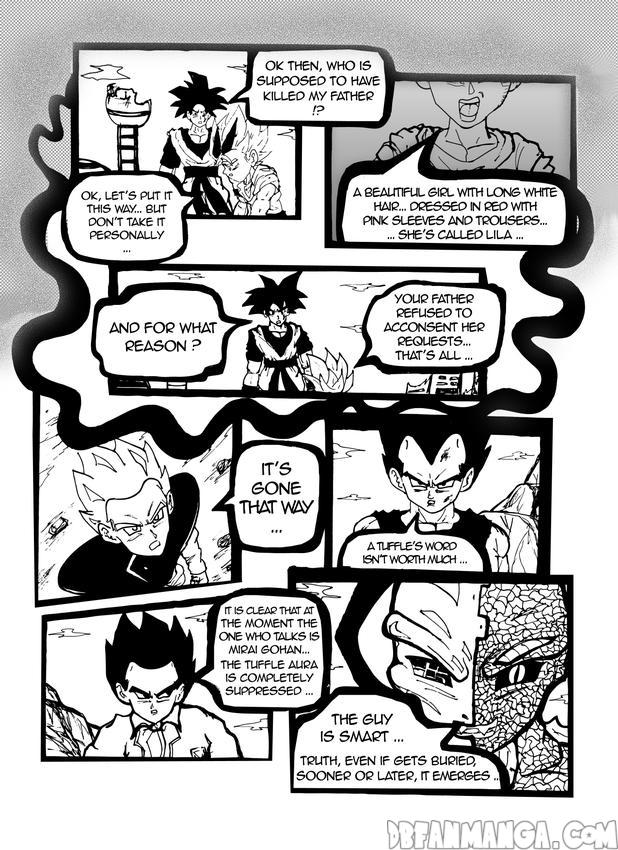 OK THEN, WHO IS
SUPPOSED TO HAVE
KILLED MY FATHER
!?
OK, LET'S PUT IT
THIS WAY... BUT
DON'T TAKE IT
PERSONALLY
...
A BEAUTIFUL GIRL WITH LONG WHITE
HAIR... DRESSED IN RED WITH
PINK SLEEVES AND TROUSERS...
... SHE'S CALLED LILA ...
AND FOR WHAT
REASON ?
YOUR FATHER
REFUSED TO
ACCONSENT HER
REQUESTS...
THAT'S ALL ...
IT'S
GONE
THAT WAY
...
A TUFFLE'S WORD
ISN'T WORTH MUCH ...
IT IS CLEAR THAT AT
THE MOMENT THE
ONE WHO TALKS IS
MIRAI GOHAN...
THE TUFFLE AURA
IS COMPLETELY
SUPPRESSED ...
THE GUY
IS SMART ...
TRUTH, EVEN IF GETS BURIED,
SOONER OR LATER, IT EMERGES ...
DBFANMANGA.COM